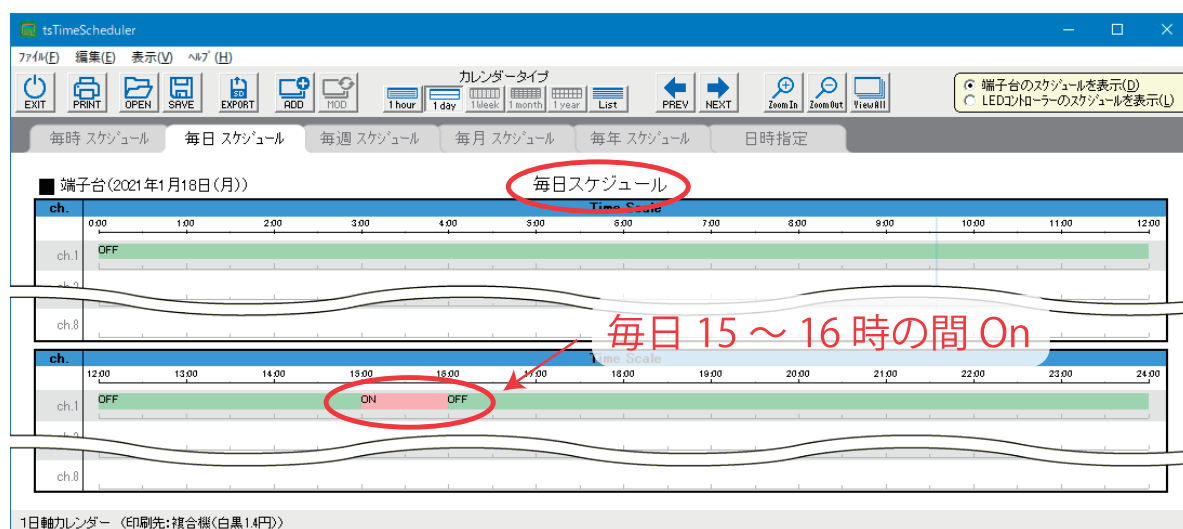 tsTimeScheduler
ﾌｧｲﾙ(F) 編集(E) 表示(V) ﾍﾙﾌﾟ(H)
カレンダータイプ
EXIT PRINT OPEN SAVE EXPORT ADD MOD 1 hour 1 day 1Week 1 month 1 year List PREV NEXT Zoom In Zoom Out View All
SD
端子台のｽｹｼﾞｭｰﾙを表示(D)
LEDｺﾝﾄﾛｰﾗｰのｽｹｼﾞｭｰﾙを表示(L)
毎時 ｽｹｼﾞｭｰﾙ 毎日 ｽｹｼﾞｭｰﾙ 毎週 ｽｹｼﾞｭｰﾙ 毎月 ｽｹｼﾞｭｰﾙ 毎年 ｽｹｼﾞｭｰﾙ 日時指定
■ 端子台(2021年1月18日(月)) 毎日スケジュール
ch. Time Scale
0:00 1:00 2:00 3:00 4:00 5:00 6:00 7:00 8:00 9:00 10:00 11:00 12:00
ch.1 OFF
ch.2
ch.8
毎日 15 ～ 16 時の間 On
ch. Time Scale
12:00 13:00 14:00 15:00 16:00 17:00 18:00 19:00 20:00 21:00 22:00 23:00 24:00
ch.1 OFF ON OFF
ch.8
1日軸カレンダー (印刷先:複合機(白黒1.4円))